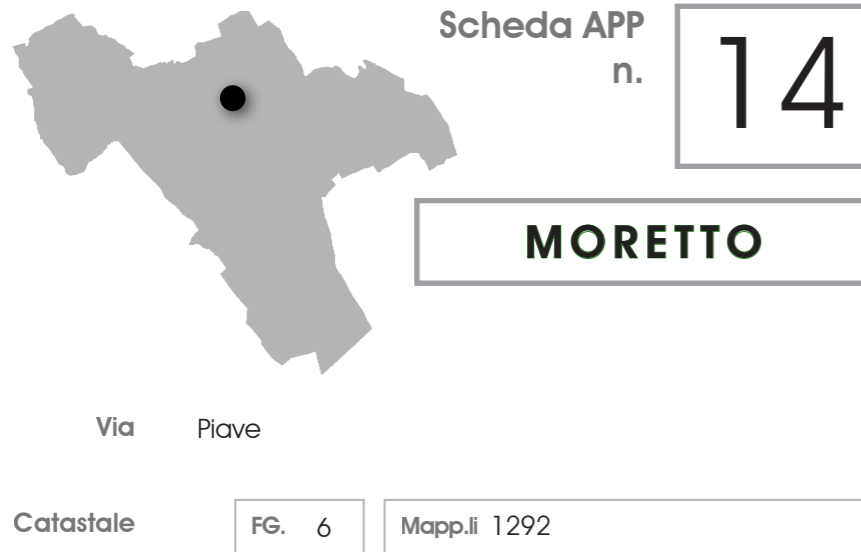 Scheda APP
n.
14
MORETTO
Via Piave
Catastale FG. 6 Mapp.li 1292